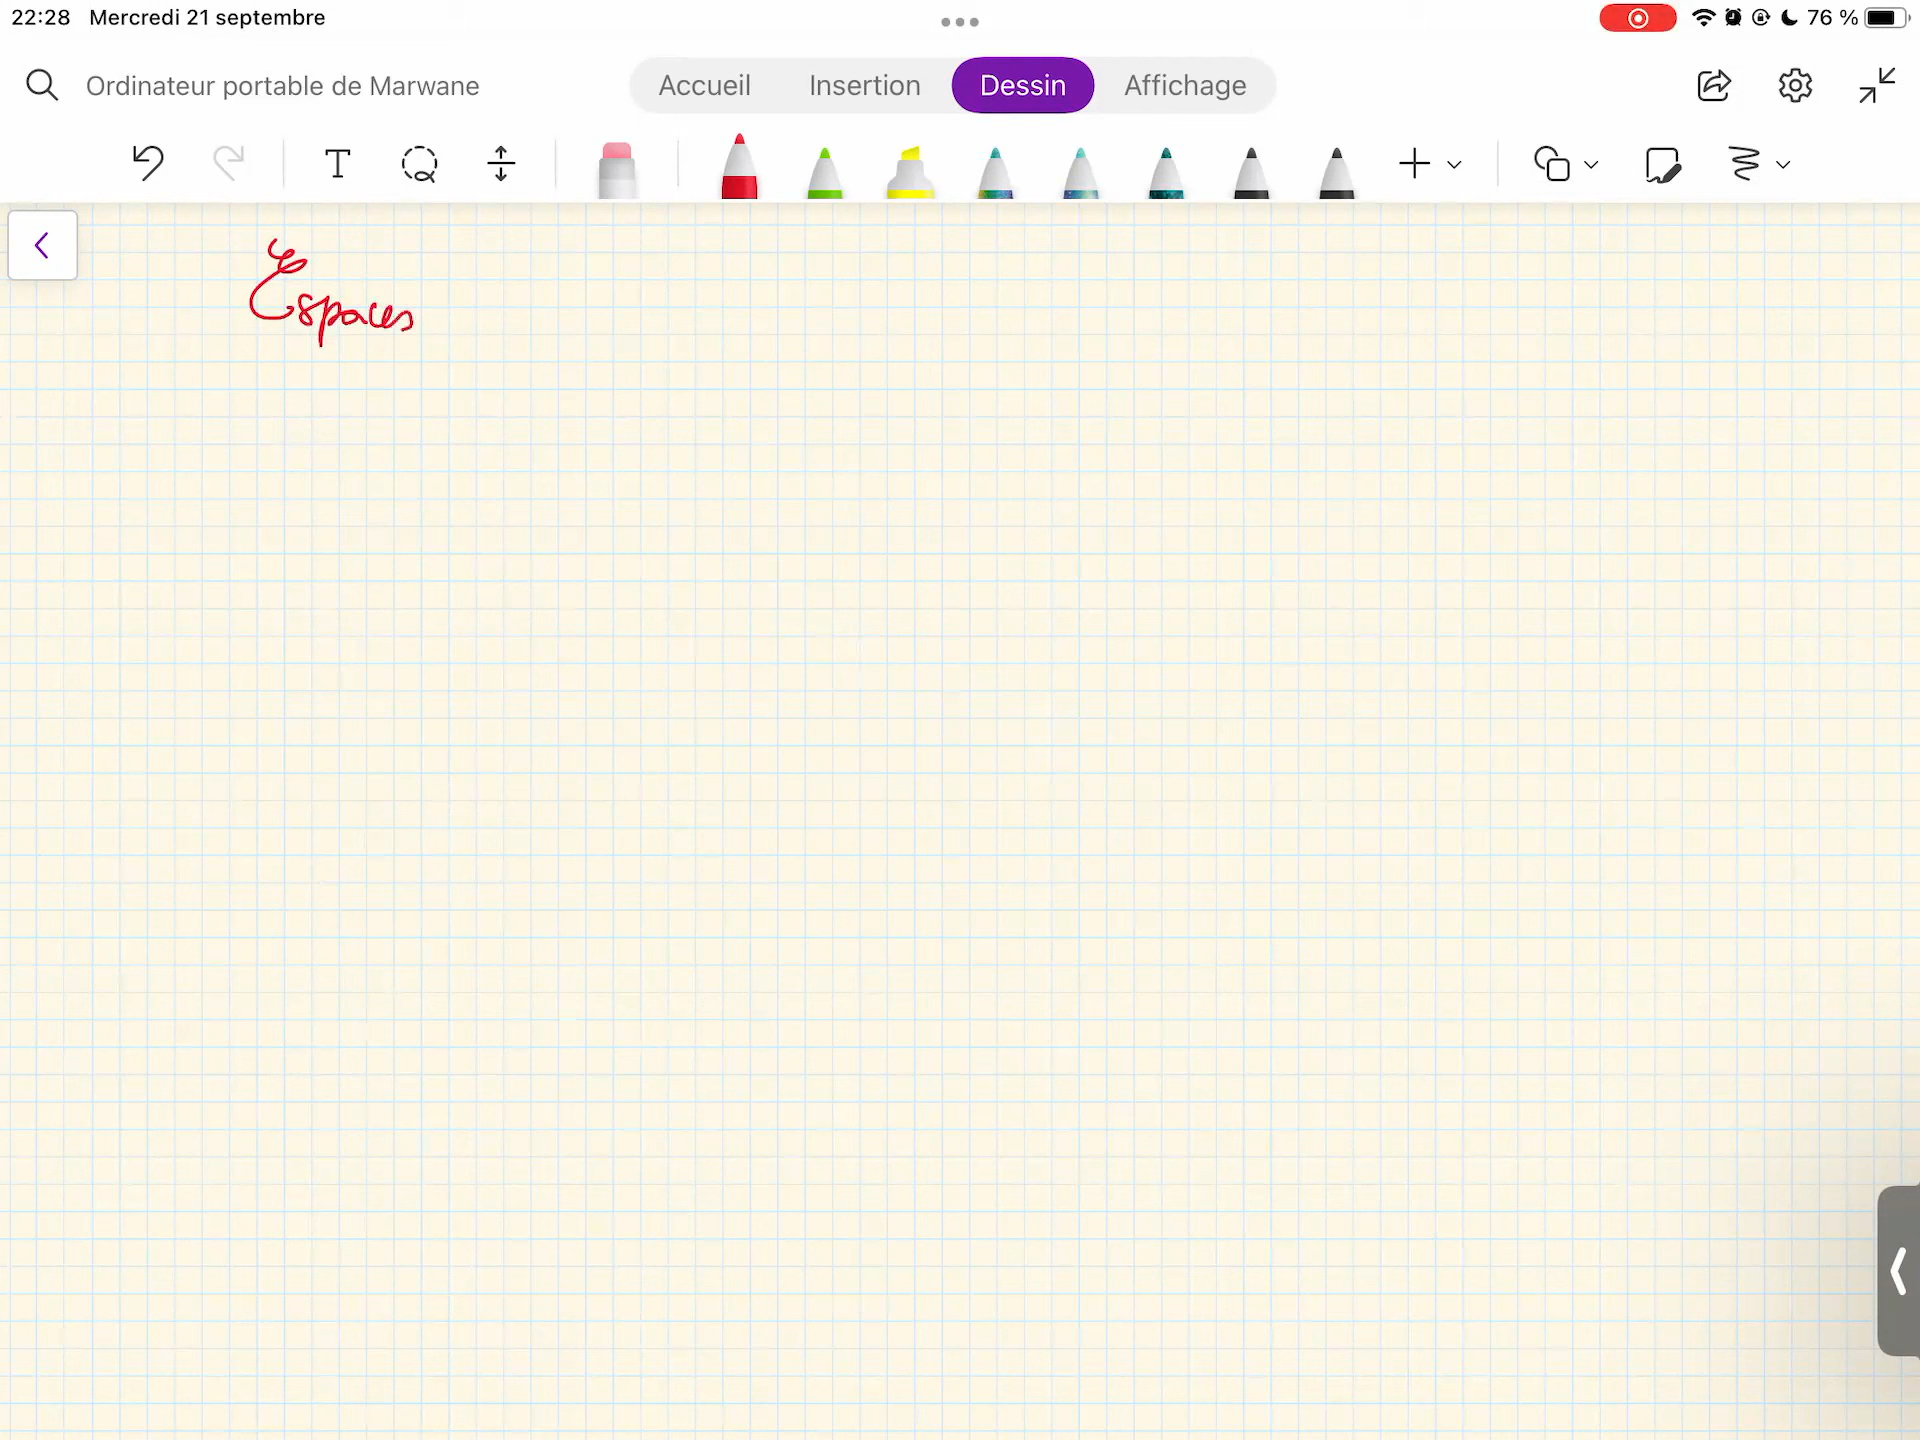 22:28 Mercredi 21 septembre 76 %
Ordinateur portable de Marwane Accueil Insertion Dessin Affichage
T
Espaces